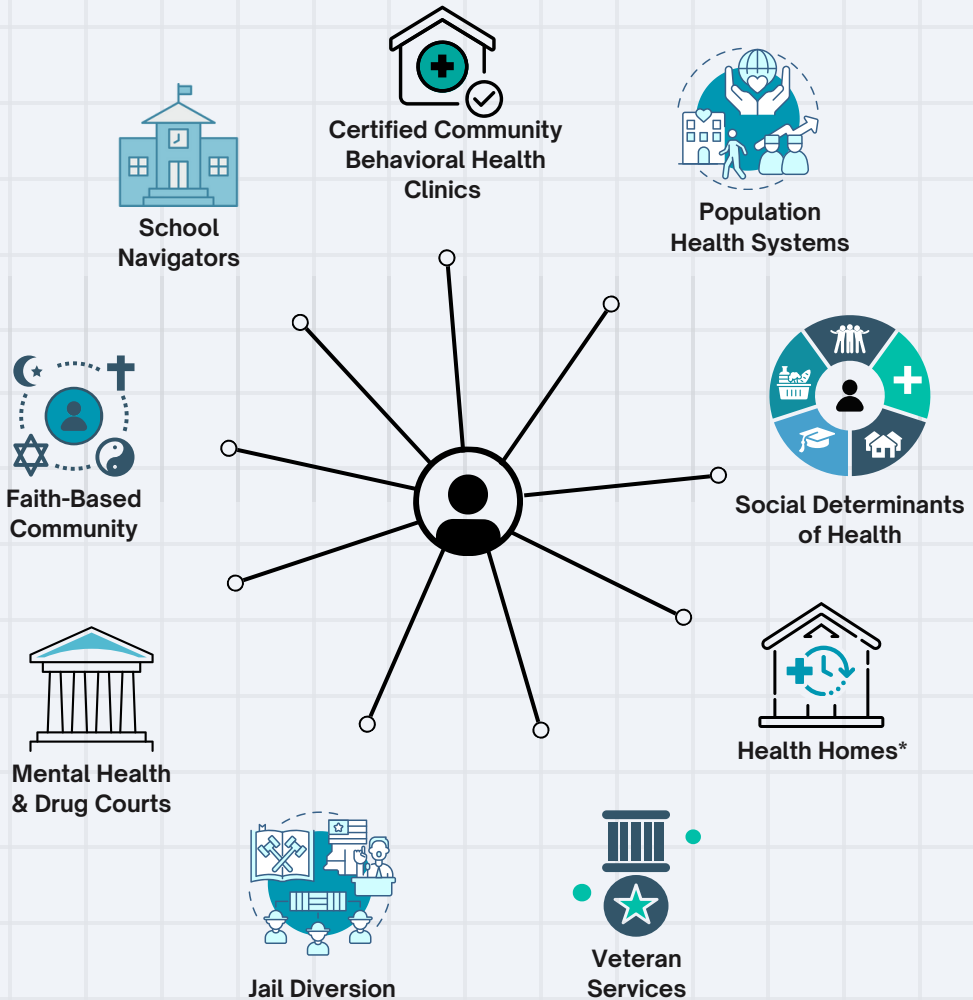 Certified Community
Behavioral Health
Clinics
School
Navigators
Population
Health Systems
Faith-Based
Community
Social Determinants
of Health
Mental Health
& Drug Courts
Health Homes*
Jail Diversion
Veteran
Services